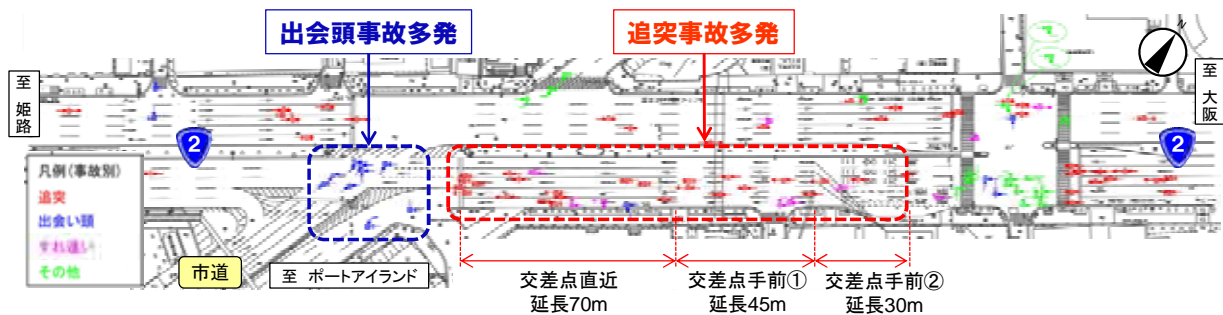 出会頭事故多発
追突事故多発
N
至 姫路
至 大阪
2
2
凡例(事故別)
追突
出会い頭
すれ違い
その他
市道
至 ポートアイランド
交差点直近
延長70m
交差点手前①
延長45m
交差点手前②
延長30m